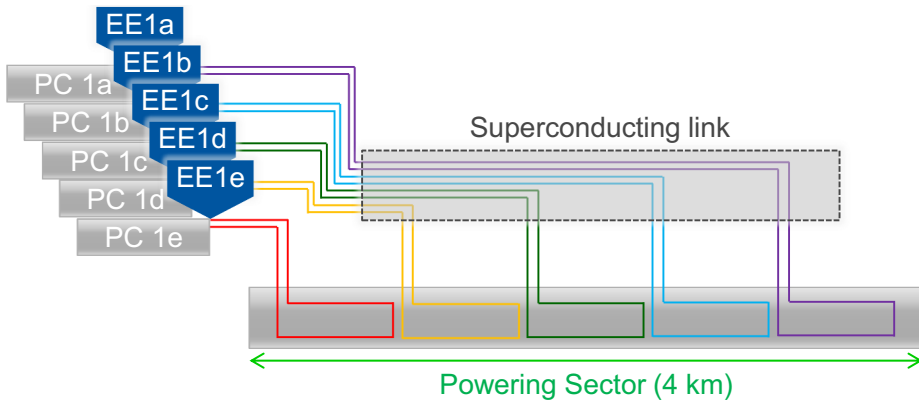 EE1a
EE1b
PC 1a
EE1c
PC 1b
EE1d
PC 1c
EE1e
PC 1d
PC 1e
Superconducting link
Powering Sector (4 km)